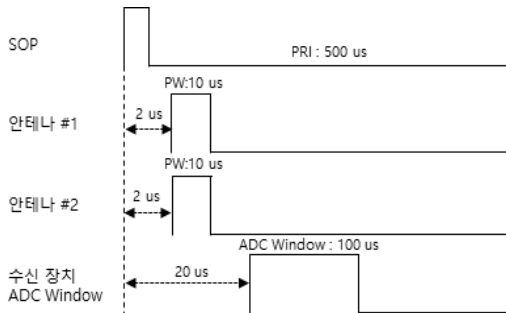 SOP
PRI : 500 us
PW:10 us
안테나 #1
2 us
PW:10 us
안테나 #2
2 us
ADC Window : 100 us
수신 장치
ADC Window
20 us